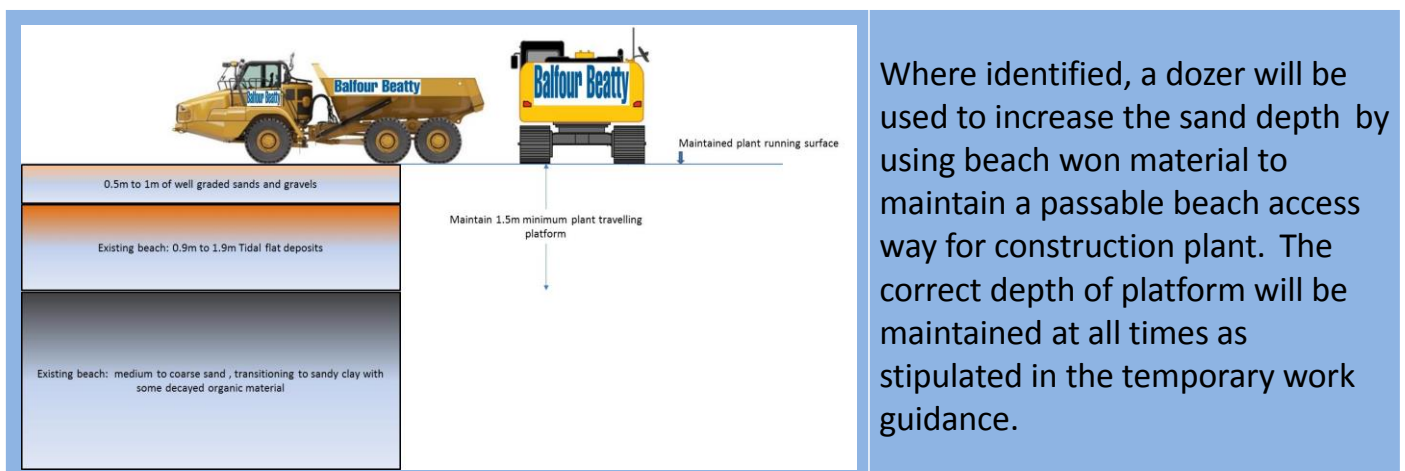 Balfour Beatty
Balfour Beatty
Balfour Beatty
Maintained plant running surface
0.5m to 1m of well graded sands and gravels
Maintain 1.5m minimum plant travelling
platform
Existing beach: 0.9m to 1.9m Tidal flat deposits
Existing beach:  medium to coarse sand , transitioning to sandy clay with
some decayed organic material
Where identified, a dozer will be
used to increase the sand depth by
using beach won material to
maintain a passable beach access
way for construction plant. The
correct depth of platform will be
maintained at all times as
stipulated in the temporary work
guidance.